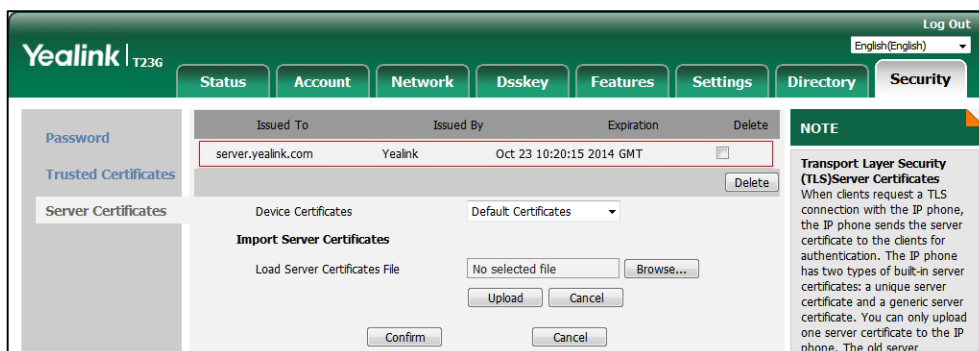 Log Out
Yealink T23G
English(English)
Status Account Network Dsskey Features Settings Directory Security
Password
Trusted Certificates
Server Certificates
Issued To Issued By Expiration Delete
server.yealink.com Yealink Oct 23 10:20:15 2014 GMT
Delete
Device Certificates Default Certificates
Import Server Certificates
Load Server Certificates File No selected file Browse...
Upload Cancel
Confirm Cancel
NOTE
Transport Layer Security
(TLS)Server Certificates
When clients request a TLS
connection with the IP phone,
the IP phone sends the server
certificate to the clients for
authentication. The IP phone
has two types of built-in server
certificates: a unique server
certificate and a generic server
certificate. You can only upload
one server certificate to the IP
phone. The old server